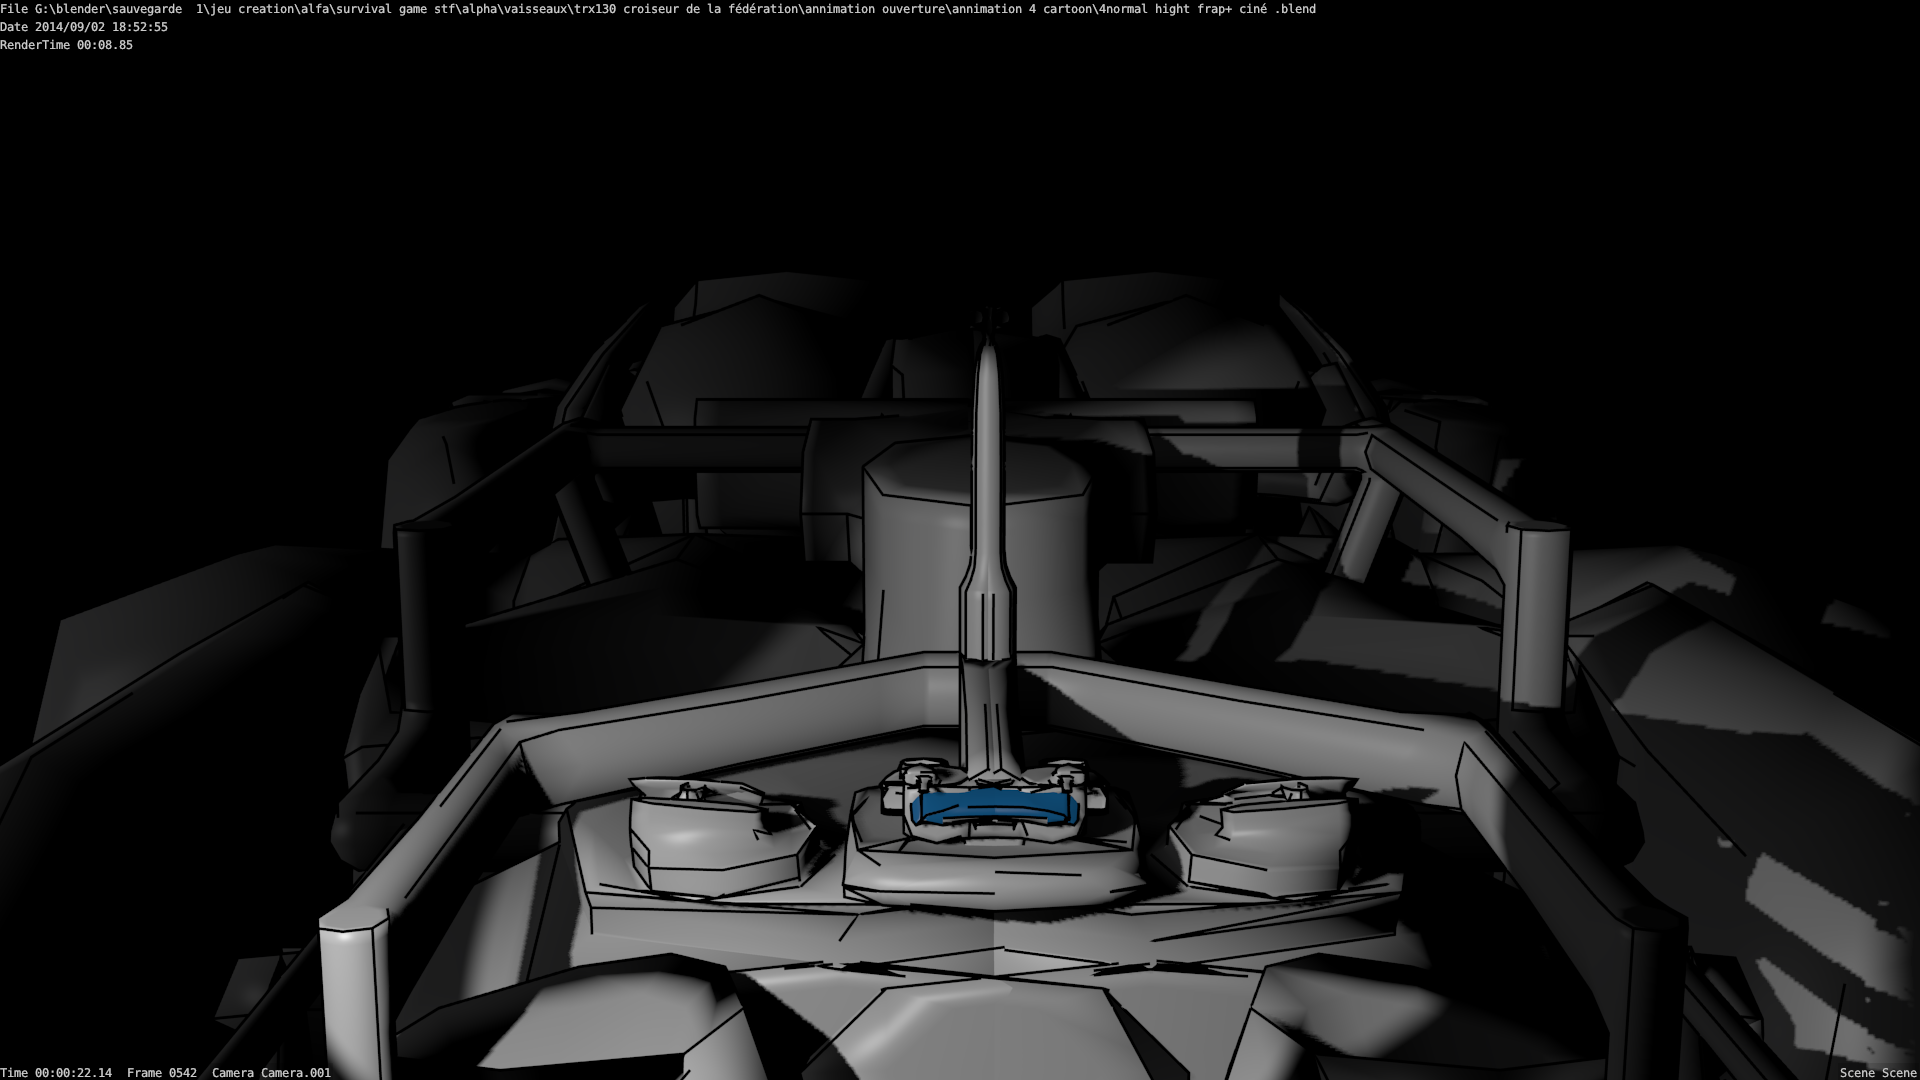 File G:\blender\sauvegarde  1\jeu creation\alfa\survival game stf\alpha\vaisseaux\trx130 croiseur de la fédération\annimation ouverture\annimation 4 cartoon\4normal hight frap+ ciné .blend
Date 2014/09/02 18:52:55
RenderTime 00:08.85
Time 00:00:22.14  Frame 0542  Camera Camera.001
Scene Scene